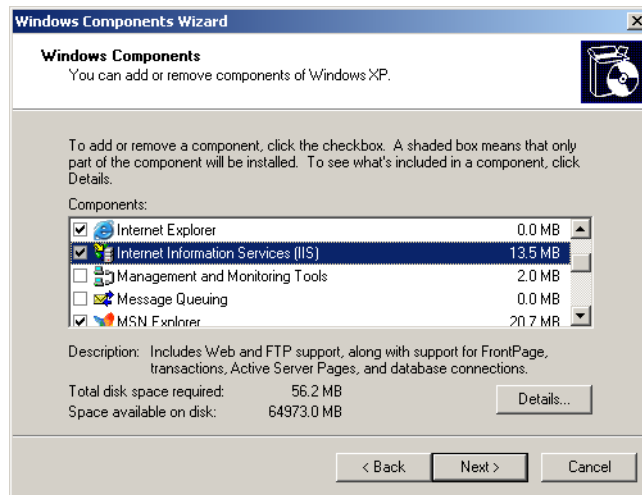 Windows Components Wizard
Windows Components
You can add or remove components of Windows XP.
To add or remove a component, click the checkbox. A shaded box means that only
part of the component will be installed. To see what's included in a component, click
Details.
Components:
Internet Explorer 0.0 MB
Internet Information Services (IIS) 13.5 MB
Management and Monitoring Tools 2.0 MB
Message Queuing 0.0 MB
MSN Explorer 20.7 MB
Description: Includes Web and FTP support, along with support for FrontPage,
transactions, Active Server Pages, and database connections.
Total disk space required: 56.2 MB
Space available on disk: 64973.0 MB
Details...
< Back Next > Cancel